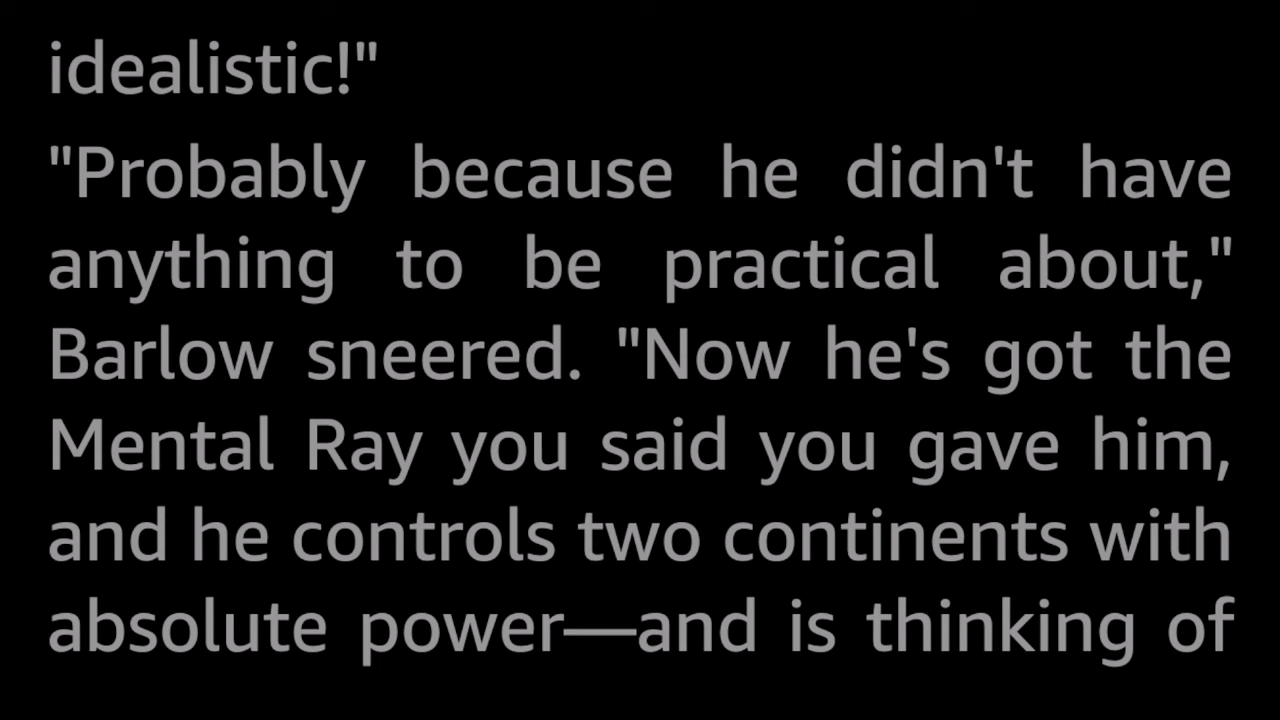 idealistic!"
"Probably because he didn't have
anything to be practical about,"
Barlow sneered. "Now he's got the
Mental Ray you said you gave him,
and he controls two continents with
absolute power—and is thinking of